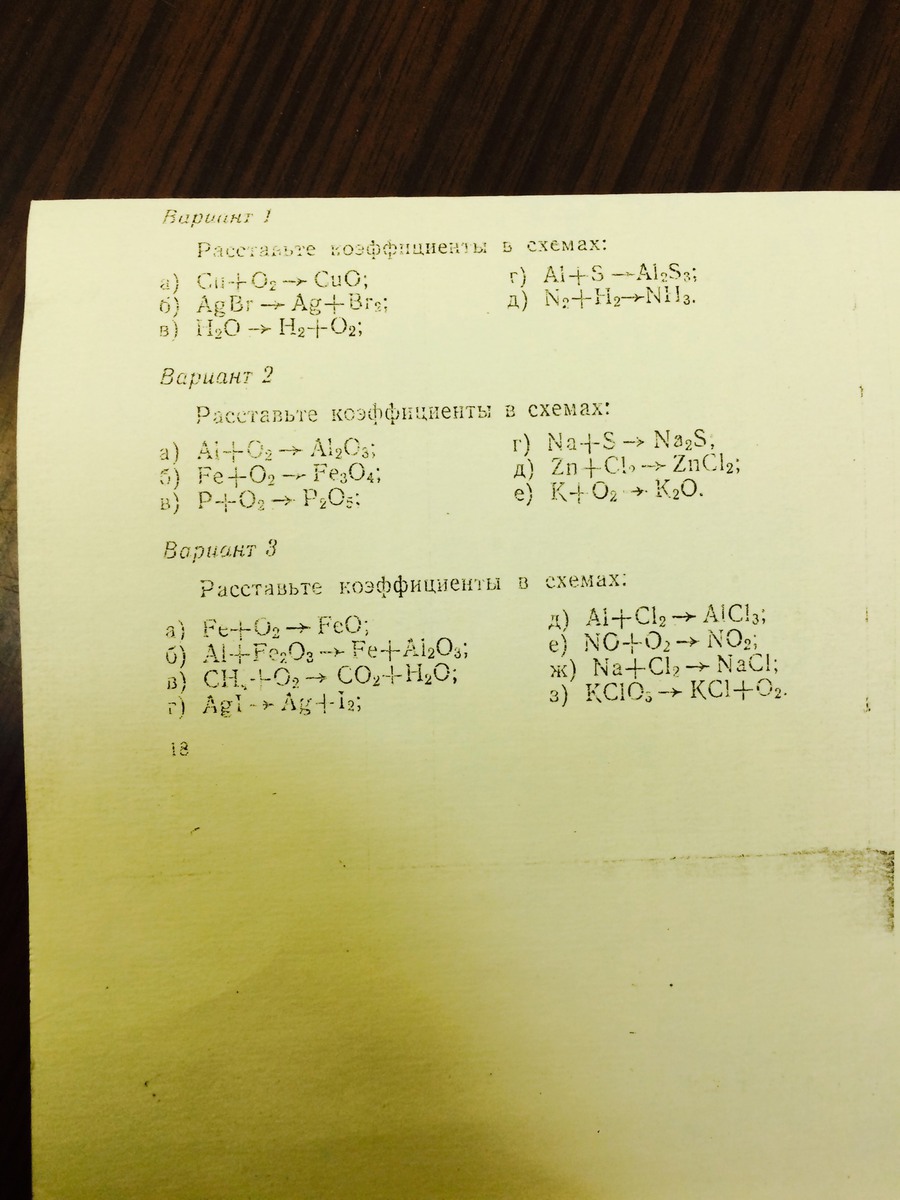 Вариант 1
Расставьте коэффициенты в схемах:
а) Cu+O₂→CuO;
б) AgBr→Ag+Br₂;
в) H₂O→H₂+O₂;
г) Al+S→Al₂S₃;
д) N₂+H₂→NH₃.
Вариант 2
Расставьте коэффициенты в схемах:
а) Al+O₂→Al₂O₃;
б) Fe+O₂→Fe₃O₄;
в) P+O₂→P₂O₅;
г) Na+S→Na₂S,
д) Zn+Cl₂→ZnCl₂;
е) K+O₂→K₂O.
Вариант 3
Расставьте коэффициенты в схемах:
а) Fe+O₂→FeO;
б) Al+Fe₂O₃→Fe+Al₂O₃;
в) CH₄+O₂→CO₂+H₂O;
г) AgI→Ag+I₂;
д) Al+Cl₂→AlCl₃;
е) NO+O₂→NO₂;
ж) Na+Cl₂→NaCl;
з) KClO₃→KCl+O₂.
18